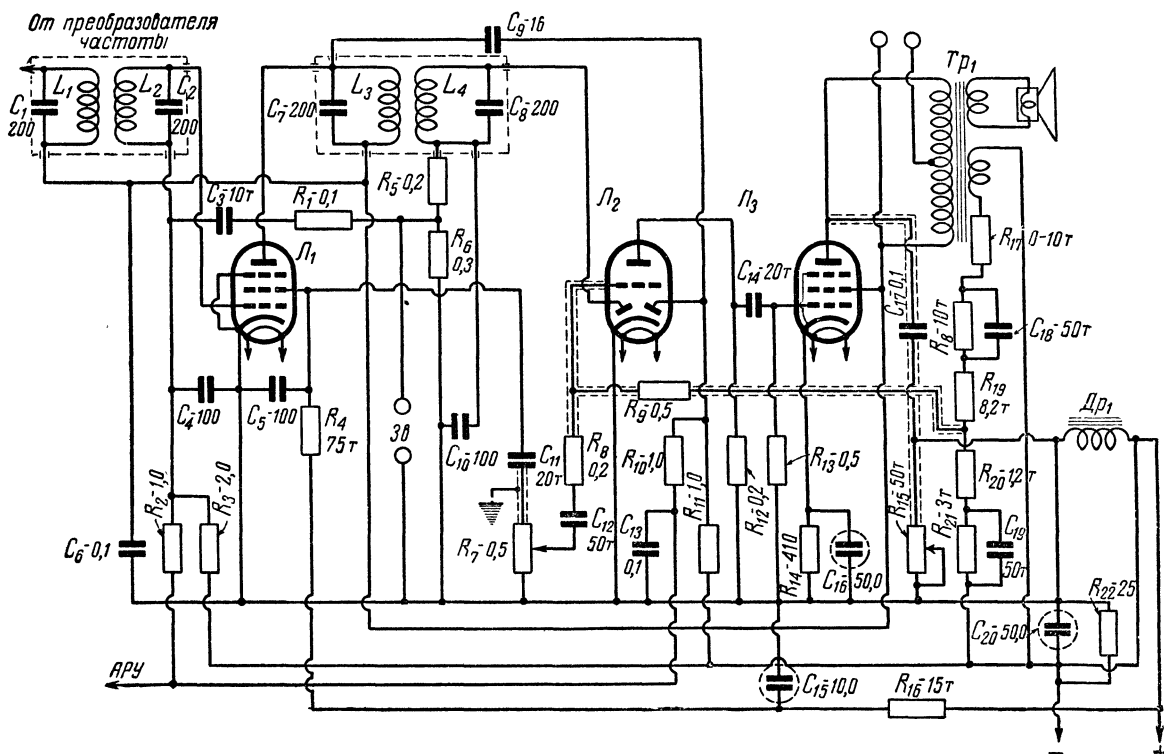 От преобразователя
частоты
C₁
200
L₁
L₂
C₂
200
C₃-10т
R₁-0,1
C₇-200
L₃
L₄
C₈-200
C₉-16
R₅-0,2
R₆
0,3
Л₁
Л₂
Л₃
Тр₁
R₁₇ 0-10т
R₈-10т
C₁₈-50т
R₁₉
8,2т
Др₁
C₁₄-20т
C₁₇-0,1
C₄-100
C₅-100
R₄
75т
3в
C₁₀-100
C₁₁
20т
R₈
0,2
R₉-0,5
R₁₀-1,0
R₁₁-1,0
R₁₂-0,2
R₁₃-0,5
R₁₅-50т
R₂₀-1,2т
R₂₁-3т
C₁₉
50т
C₆-0,1
R₂-1,0
R₃-2,0
R₇-0,5
C₁₂
50т
C₁₃
0,1
R₁₄-410
C₁₆-50,0
C₂₀-50,0
R₂₂-25
АРУ
C₁₅-10,0
R₁₆-15т